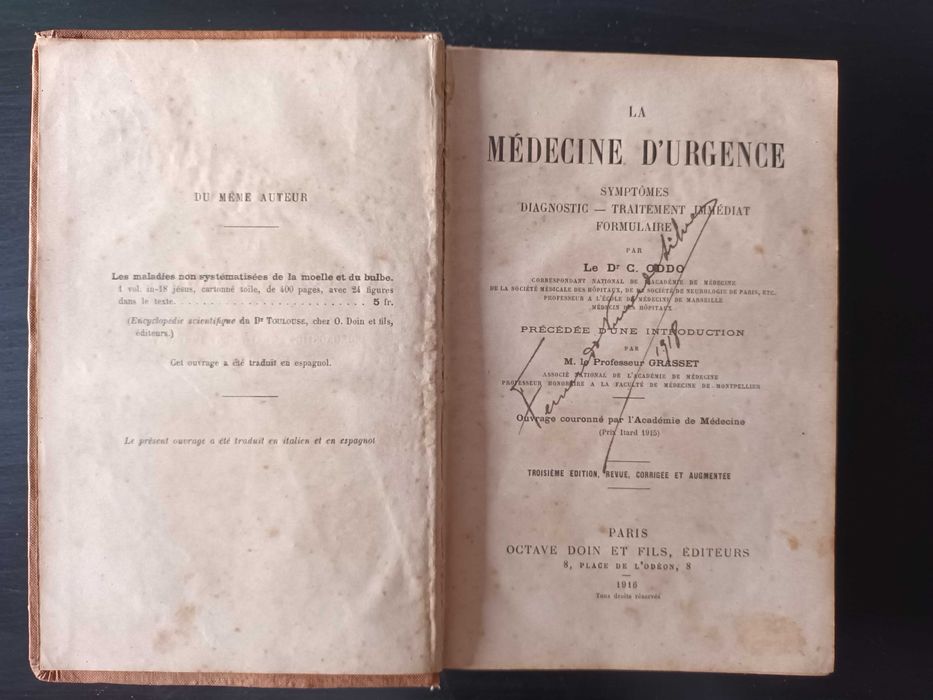 DU MÊME AUTEUR
Les maladies non systématisées de la moelle et du bulbe.
1 vol. in-18 jésus, cartonné toile, de 400 pages, avec 24 figures
dans le texte. . . . . . . . . . . . . . . . . . . . . . . . . 5 fr.
(Encyclopédie scientifique du Dr TOULOUSE, chez O. Doin et fils,
éditeurs.)
Cet ouvrage a été traduit en espagnol.
Le présent ouvrage a été traduit en italien et en espagnol
LA
MÉDECINE D'URGENCE
SYMPTÔMES
DIAGNOSTIC — TRAITEMENT IMMÉDIAT
FORMULAIRE
PAR
Le Dr C. ODDO
CORRESPONDANT NATIONAL DE L'ACADÉMIE DE MÉDECINE
DE LA SOCIÉTÉ MÉDICALE DES HÔPITAUX, DE LA SOCIÉTÉ DE NEUROLOGIE DE PARIS, ETC.
PROFESSEUR A L'ÉCOLE DE MÉDECINE DE MARSEILLE
MÉDECIN DES HÔPITAUX
PRÉCÉDÉE D'UNE INTRODUCTION
PAR
M. le Professeur GRASSET
ASSOCIÉ NATIONAL DE L'ACADÉMIE DE MÉDECINE
PROFESSEUR HONORAIRE A LA FACULTÉ DE MÉDECINE DE MONTPELLIER
Ouvrage couronné par l'Académie de Médecine
(Prix Itard 1915)
TROISIÈME ÉDITION, REVUE, CORRIGÉE ET AUGMENTÉE
PARIS
OCTAVE DOIN ET FILS, ÉDITEURS
8, PLACE DE L'ODÉON, 8
1916
Tous droits réservés
1918